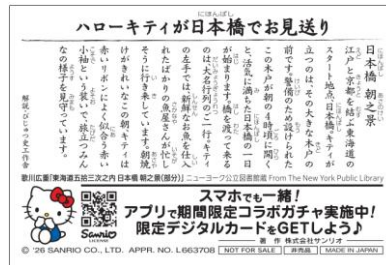 ハローキティが日本橋でお見送り
日本橋 朝之景
江戸と京都を結ぶ東海道の
スタート地点、日本橋。キティが
立つのは、その大きな木戸の
前です。警備のため設けられた
この木戸が朝の4時頃に開く
と、活気に満ちた日本橋の一日
が始まります。橋を渡って来る
のは、大名行列のご一行。キティ
の左手では、新鮮なお魚を仕入
れたばかりの魚屋さんが忙し
そうに行き来しています。朝焼
けがきれいなこの朝、キティは
赤いリボンによく似合う赤い
小袖という装いで、旅立つみん
なの様子を見守っています。
解説・びじゅつ史工作舎
歌川広重「東海道五拾三次之内 日本橋 朝之景(部分)」 ニューヨーク公立図書館蔵 From The New York Public Library
スマホでも一緒!
アプリで期間限定コラボガチャ実施中!
限定デジタルカードをGETしよう♪
Sanrio
著作 株式会社サンリオ
© '26 SANRIO CO., LTD. APPR. NO. L663708
NOT FOR SALE
非売品
MADE IN JAPAN